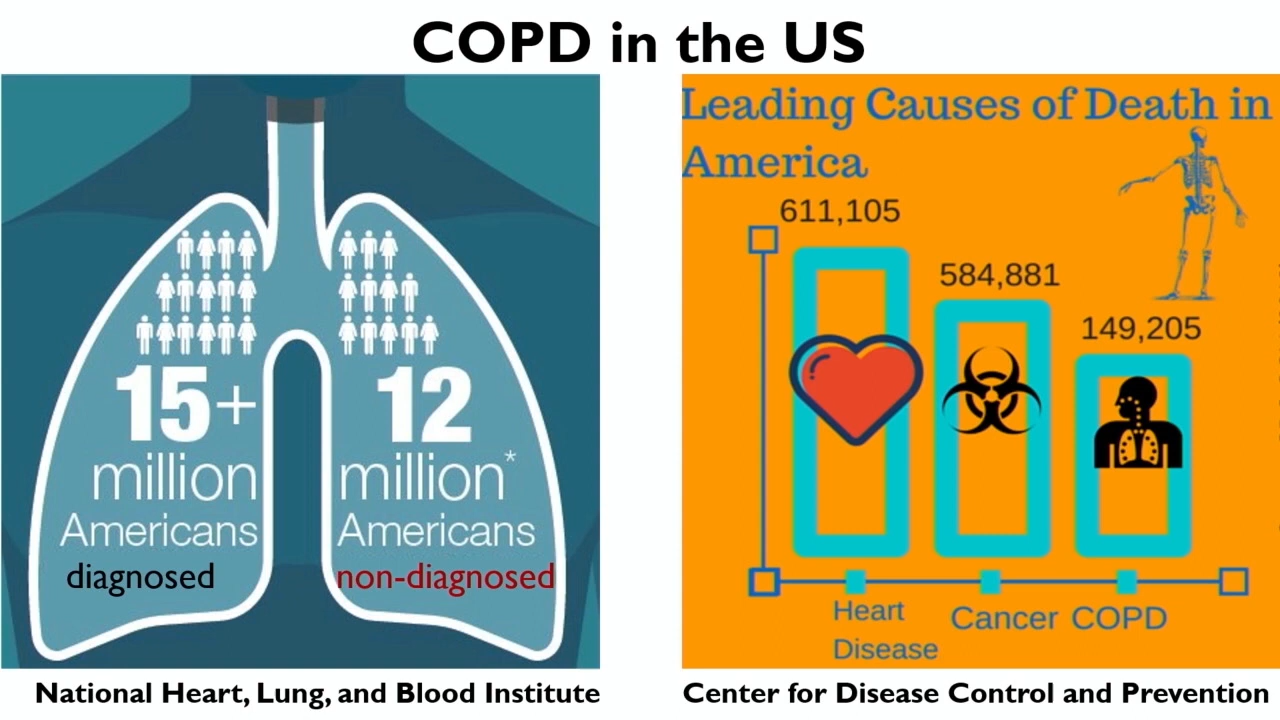 COPD in the US
15+
million
Americans
diagnosed
12
million*
Americans
non-diagnosed
National Heart, Lung, and Blood Institute
Leading Causes of Death in
America
611,105
584,881
149,205
Heart
Disease
Cancer
COPD
Center for Disease Control and Prevention